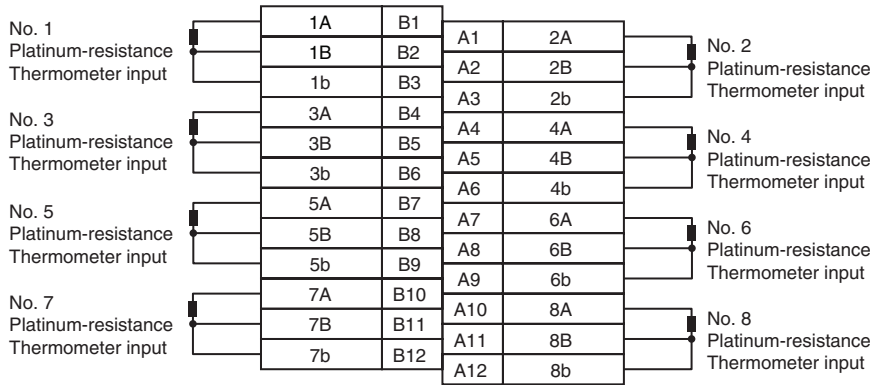 No. 1
Platinum-resistance
Thermometer input
No. 3
Platinum-resistance
Thermometer input
No. 5
Platinum-resistance
Thermometer input
No. 7
Platinum-resistance
Thermometer input
1A B1
1B B2
1b B3
3A B4
3B B5
3b B6
5A B7
5B B8
5b B9
7A B10
7B B11
7b B12
A1 2A
A2 2B
A3 2b
A4 4A
A5 4B
A6 4b
A7 6A
A8 6B
A9 6b
A10 8A
A11 8B
A12 8b
No. 2
Platinum-resistance
Thermometer input
No. 4
Platinum-resistance
Thermometer input
No. 6
Platinum-resistance
Thermometer input
No. 8
Platinum-resistance
Thermometer input